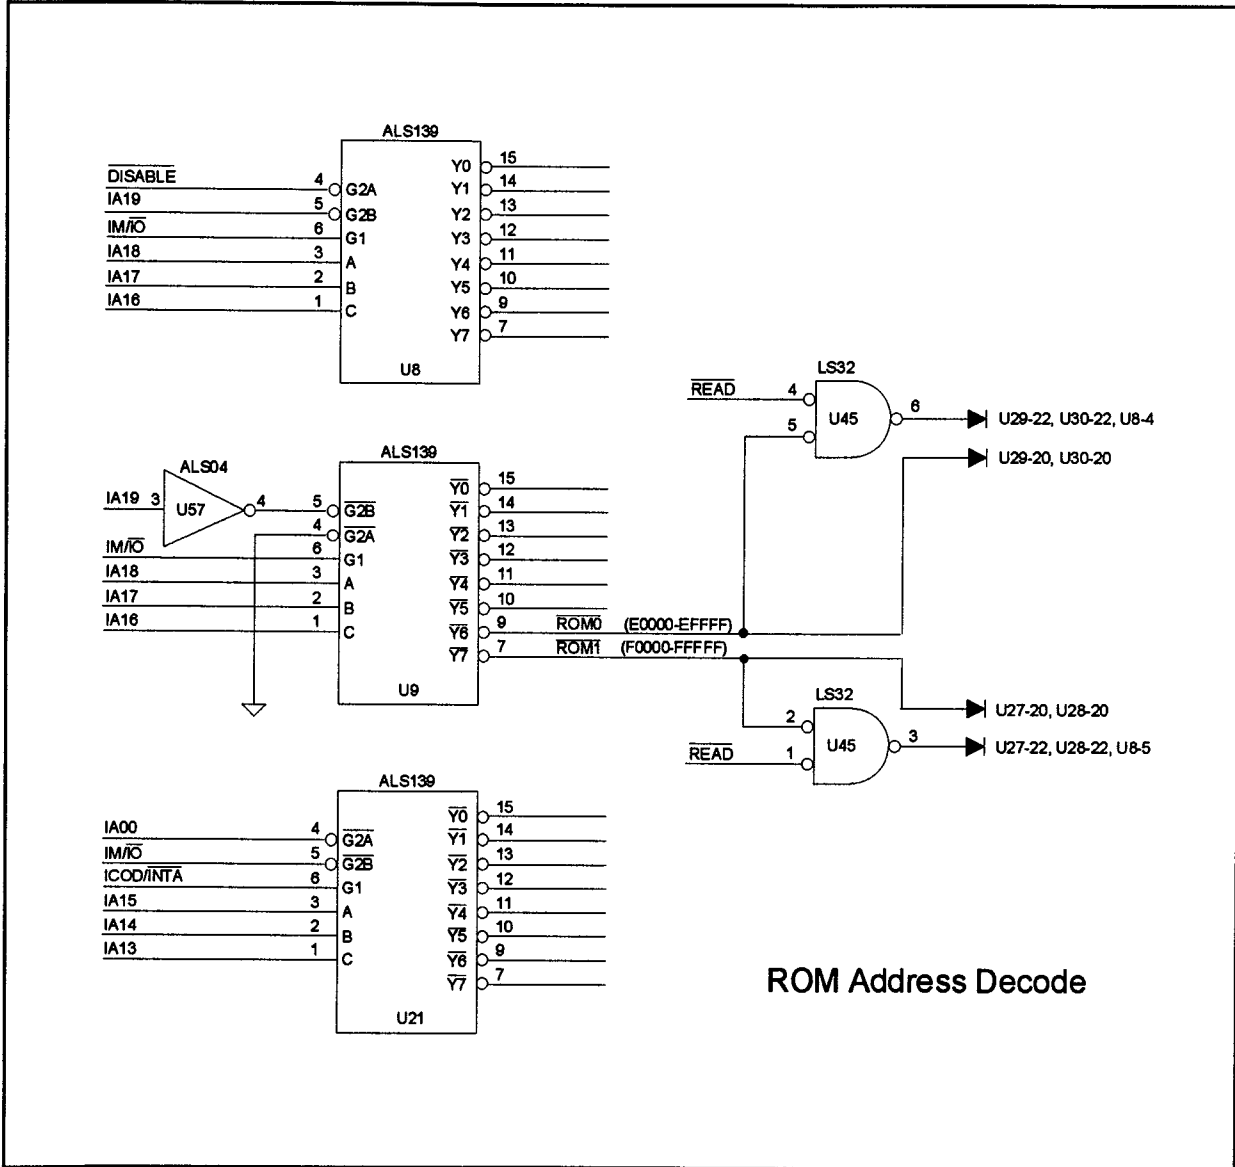 ALS139
DISABLE 4 G2A Y0 15
IA19 5 G2B Y1 14
IM/IO 6 G1 Y2 13
IA18 3 A Y3 12
IA17 2 B Y4 11
IA16 1 C Y5 10
Y6 9
Y7 7
U8
LS32
READ 4
5 U45 6 U29-22, U30-22, U8-4
U29-20, U30-20
ALS139
ALS04
IA19 3 U57 4 5 G2B Y0 15
4 G2A Y1 14
IM/IO 6 G1 Y2 13
IA18 3 A Y3 12
IA17 2 B Y4 11
IA16 1 C Y5 10
Y6 9 ROM0 (E0000-EFFFF)
Y7 7 ROM1 (F0000-FFFFF)
U9
LS32
U27-20, U28-20
2 U45 3 U27-22, U28-22, U8-5
READ 1
ALS139
IA00 4 G2A Y0 15
IM/IO 5 G2B Y1 14
ICOD/INTA 6 G1 Y2 13
IA15 3 A Y3 12
IA14 2 B Y4 11
IA13 1 C Y5 10
Y6 9
Y7 7
U21
ROM Address Decode